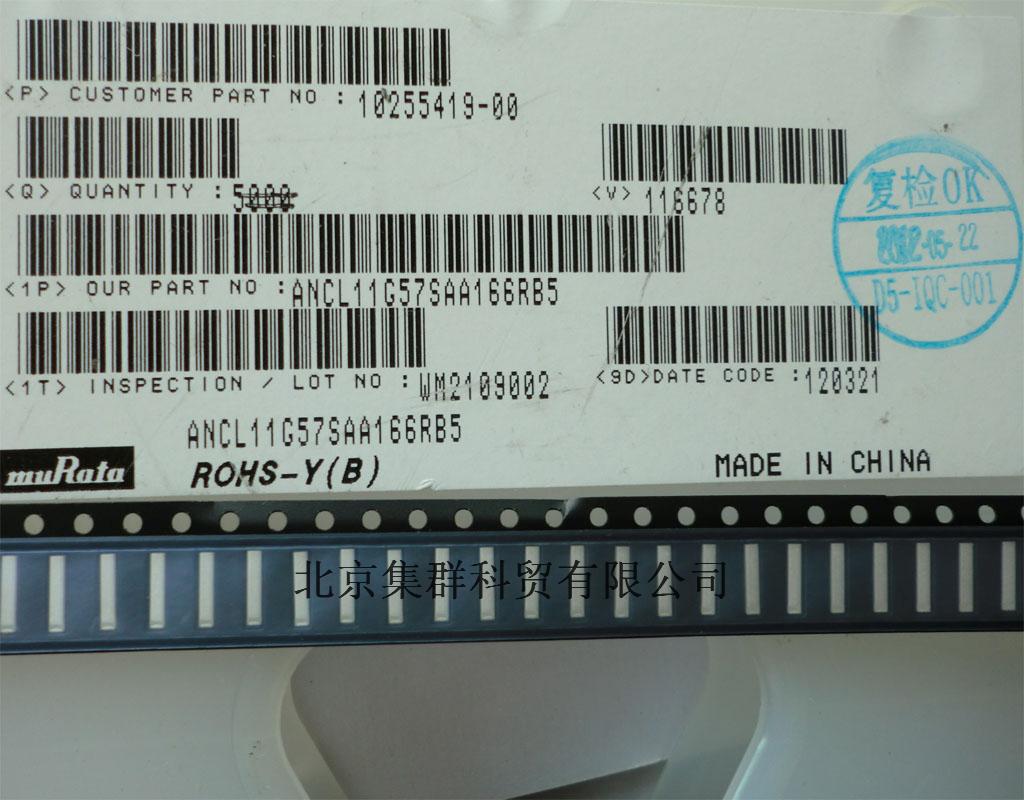 <P> CUSTOMER PART NO : 10255419-00
<Q> QUANTITY : 5000
<V> 116678
复检OK
2012-05-22
D5-IQC-001
<1P> OUR PART NO : ANCL11G57SAA166RB5
<1T> INSPECTION / LOT NO : WM2109002
<9D>DATE CODE : 120321
ANCL11G57SAA166RB5
muRata
ROHS-Y(B)
MADE IN CHINA
北京集群科贸有限公司